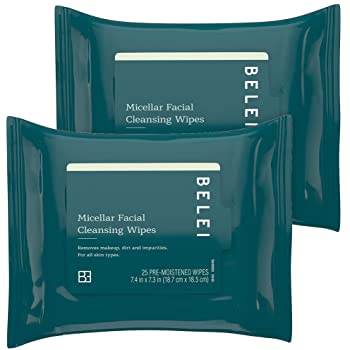 Micellar Facial
Cleansing Wipes
BELEI
Micellar Facial
Cleansing Wipes
Removes makeup, dirt and impurities.
For all skin types.
BELEI
25 PRE-MOISTENED WIPES
7.4 in x 7.3 in (18.7 cm x 18.5 cm)